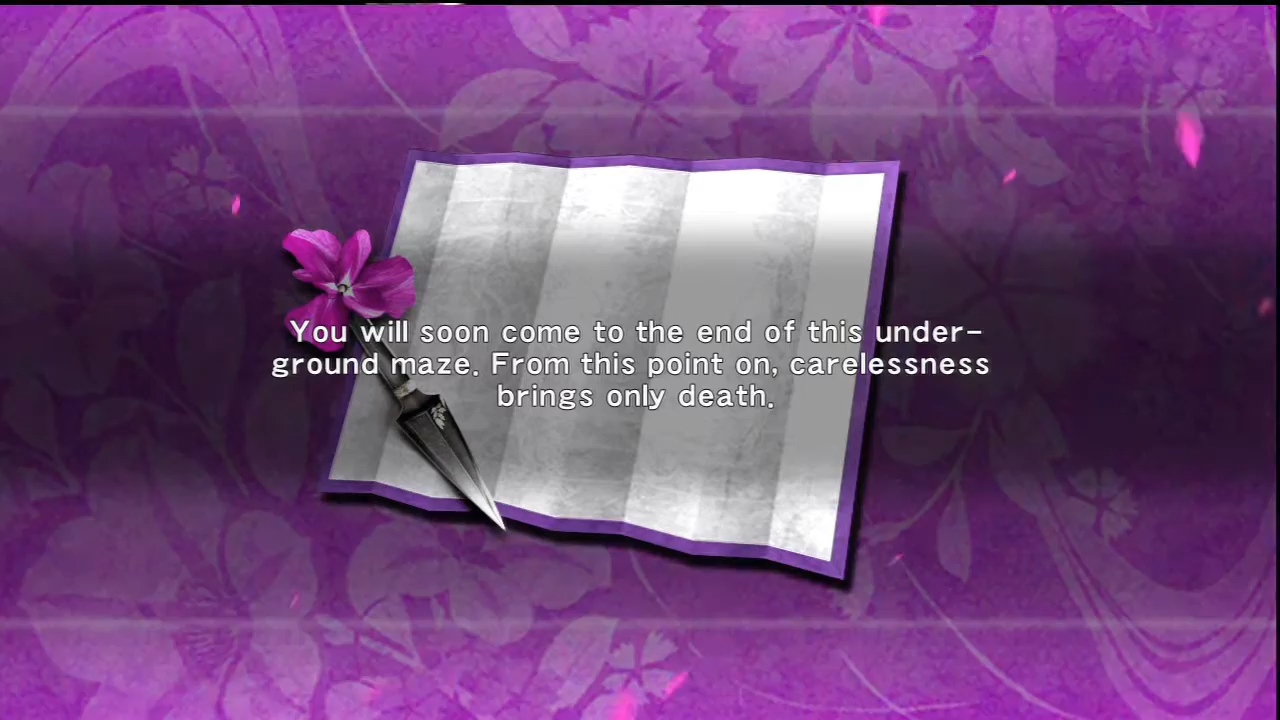 You will soon come to the end of this under-
ground maze. From this point on, carelessness
brings only death.